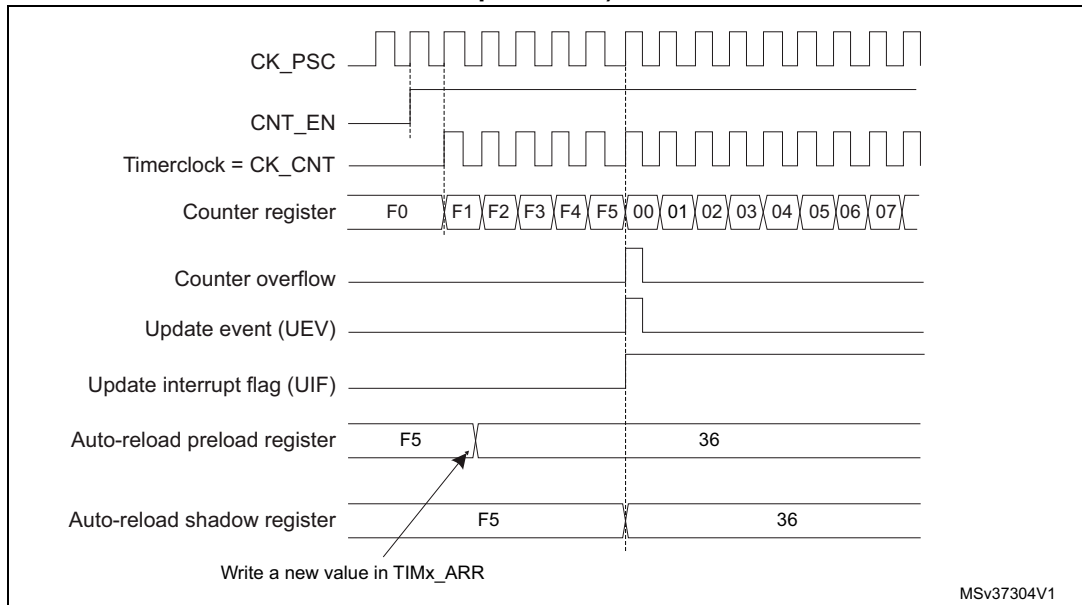 CK_PSC
CNT_EN
Timerclock = CK_CNT
Counter register F0 F1 F2 F3 F4 F5 00 01 02 03 04 05 06 07
Counter overflow
Update event (UEV)
Update interrupt flag (UIF)
Auto-reload preload register F5 36
Auto-reload shadow register F5 36
Write a new value in TIMx_ARR
MSv37304V1